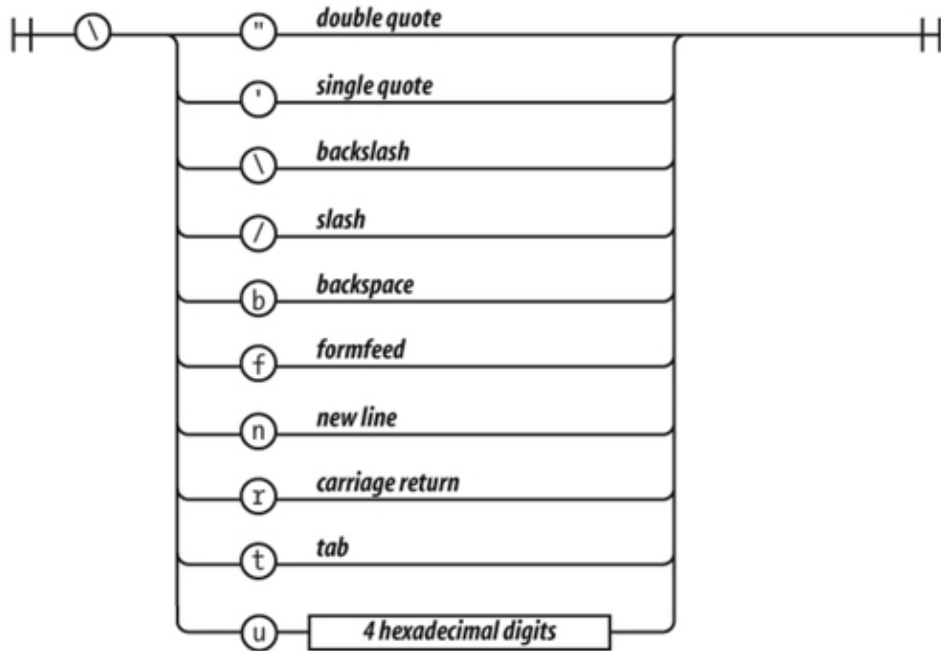 \ " double quote
' single quote
\ backslash
/ slash
b backspace
f formfeed
n new line
r carriage return
t tab
u 4 hexadecimal digits